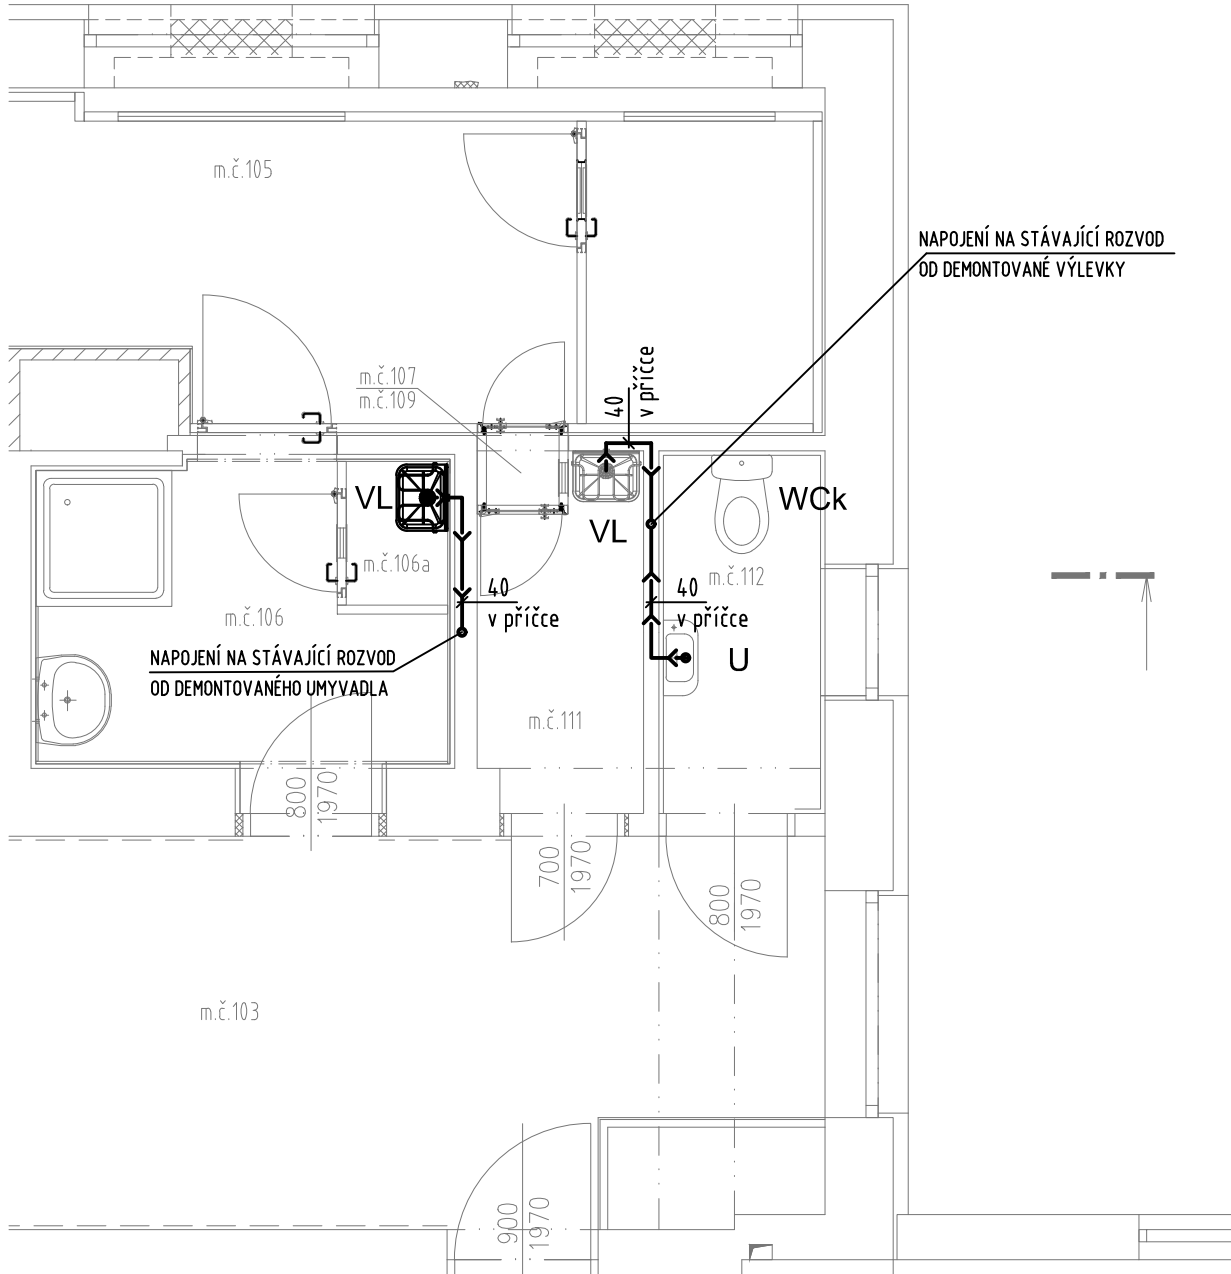 m.č.105
NAPOJENÍ NA STÁVAJÍCÍ ROZVOD
OD DEMONTOVANÉ VÝLEVKY
m.č.107
m.č.109
40
v příčce
VL
VL
WCk
m.č.106a
m.č.112
40
v příčce
40
v příčce
m.č.106
NAPOJENÍ NA STÁVAJÍCÍ ROZVOD
OD DEMONTOVANÉHO UMYVADLA
U
m.č.111
800
1970
700
1970
800
1970
m.č.103
900
1970